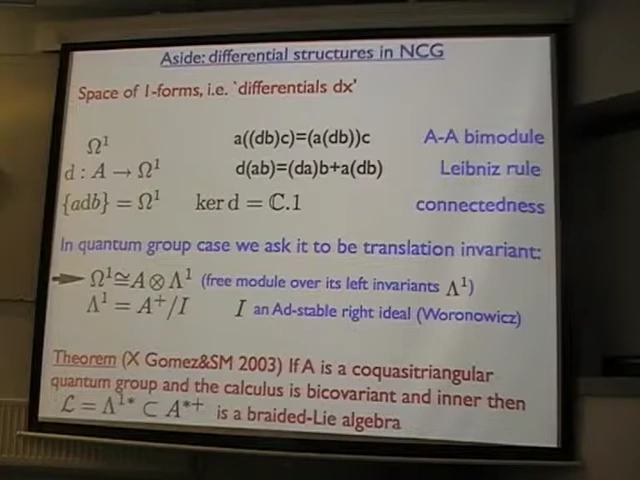 Aside: differential structures in NCG
Space of 1-forms, i.e. `differentials dx'
Ω¹ a((db)c)=(a(db))c A-A bimodule
d : A → Ω¹ d(ab)=(da)b+a(db) Leibniz rule
{adb} = Ω¹ ker d = ℂ.1 connectedness
In quantum group case we ask it to be translation invariant:
Ω¹≅A⊗Λ¹ (free module over its left invariants Λ¹)
Λ¹ = A⁺/I I an Ad-stable right ideal (Woronowicz)
Theorem (X Gomez&SM 2003) If A is a coquasitriangular
quantum group and the calculus is bicovariant and inner then
ℒ = Λ¹* ⊂ A*⁺ is a braided-Lie algebra